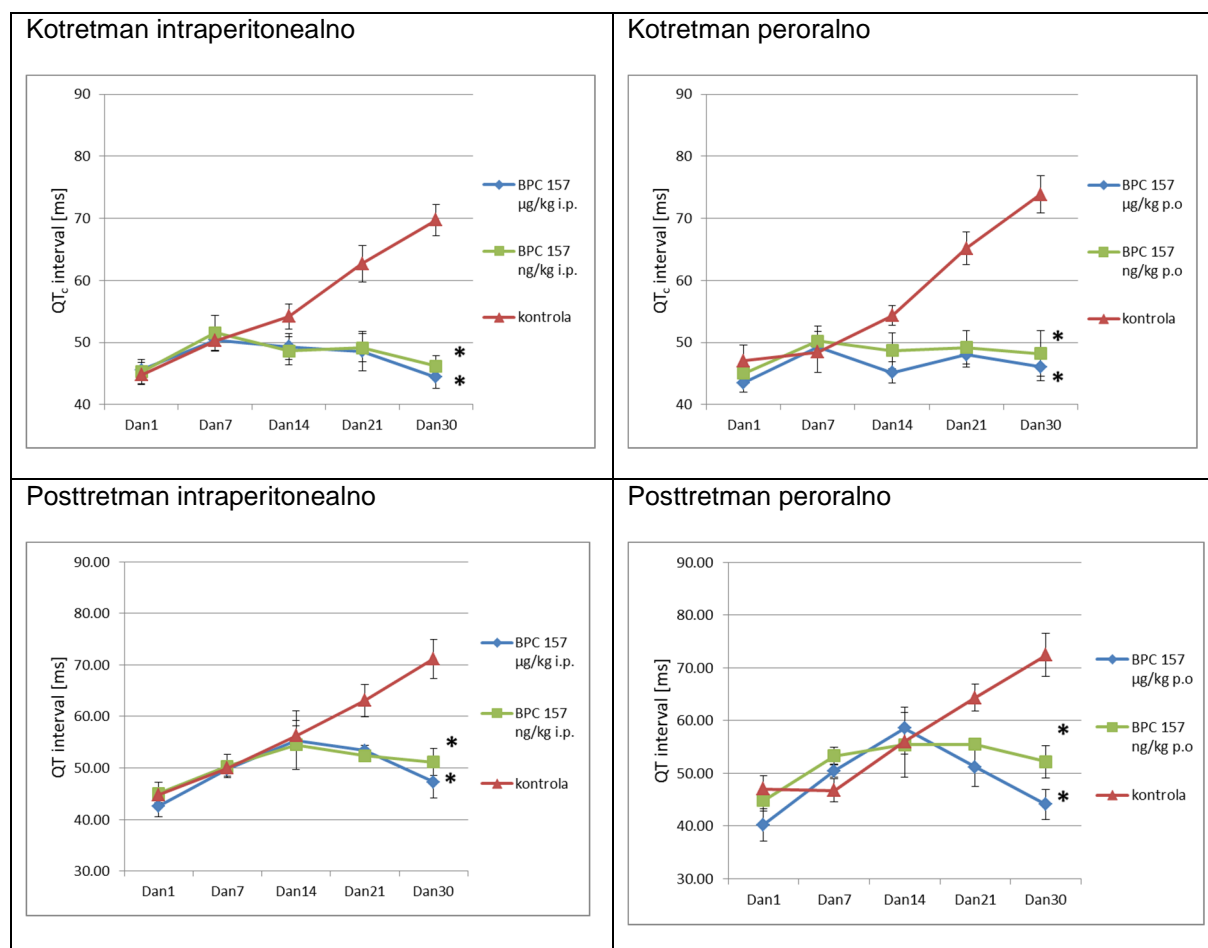 Kotretman intraperitonealno
90
80
70
60
50
40
QTc interval [ms]
Dan1 Dan7 Dan14 Dan21 Dan30
*
*
BPC 157
µg/kg i.p.
BPC 157
ng/kg i.p.
kontrola
Kotretman peroralno
90
80
70
60
50
40
QTc interval [ms]
Dan1 Dan7 Dan14 Dan21 Dan30
*
*
BPC 157
µg/kg p.o
BPC 157
ng/kg p.o
kontrola
Posttretman intraperitonealno
90.00
80.00
70.00
60.00
50.00
40.00
30.00
QT interval [ms]
Dan1 Dan7 Dan14 Dan21 Dan30
*
*
BPC 157
µg/kg i.p.
BPC 157
ng/kg i.p.
kontrola
Posttretman peroralno
90.00
80.00
70.00
60.00
50.00
40.00
30.00
QT interval [ms]
Dan1 Dan7 Dan14 Dan21 Dan30
*
*
BPC 157
µg/kg p.o
BPC 157
ng/kg p.o
kontrola